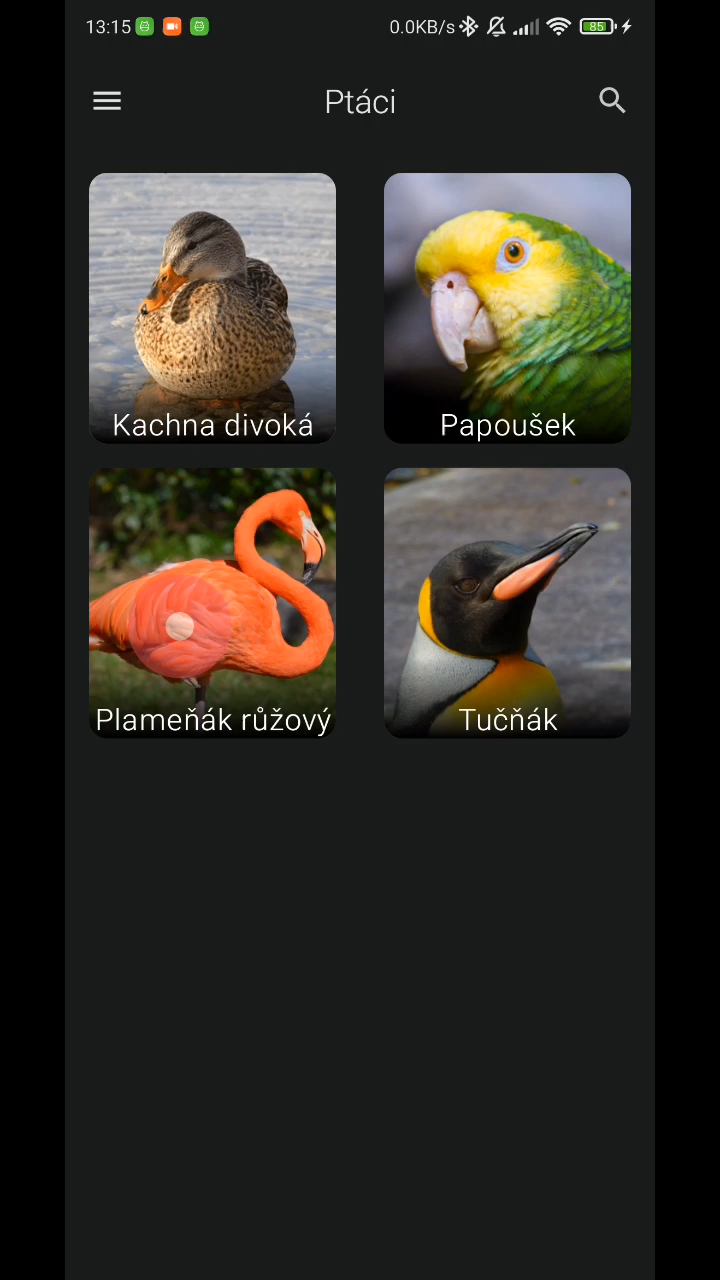 13:15 0.0KB/s 85
Ptáci
Kachna divoká
Papoušek
Plameňák růžový
Tučňák